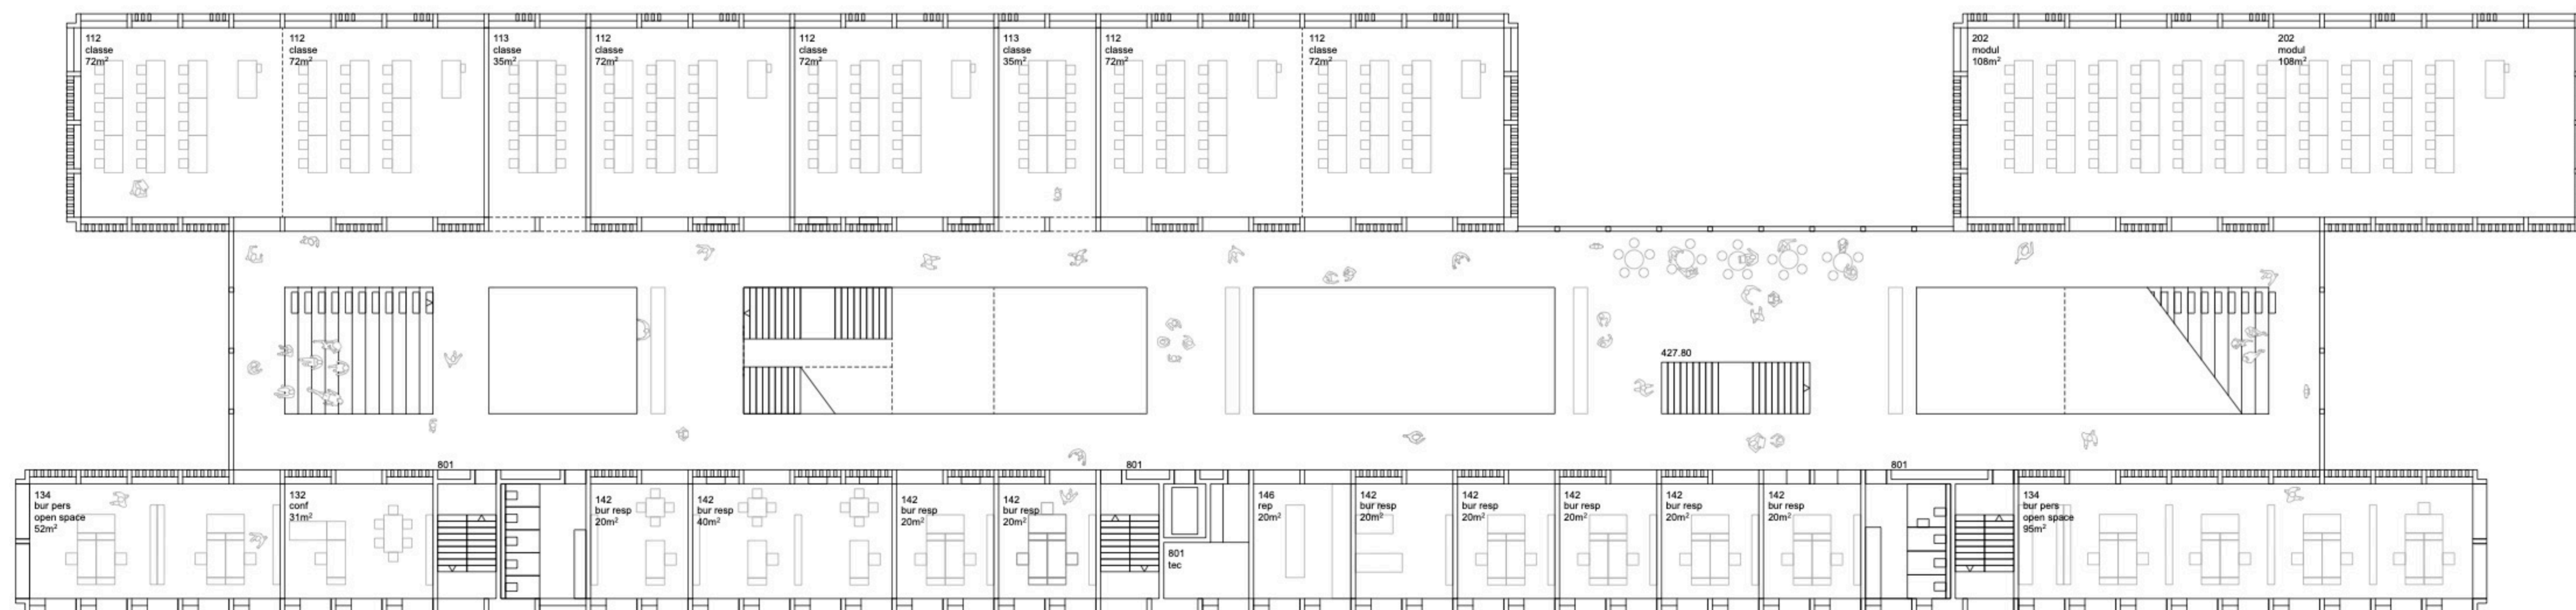 112
classe
72m²
112
classe
72m²
113
classe
35m²
112
classe
72m²
112
classe
72m²
113
classe
35m²
112
classe
72m²
112
classe
72m²
202
modul
108m²
202
modul
108m²
427.80
801
801
801
134
bur pers
open space
52m²
132
conf
31m²
142
bur resp
20m²
142
bur resp
40m²
142
bur resp
20m²
142
bur resp
20m²
801
tec
146
rep
20m²
142
bur resp
20m²
142
bur resp
20m²
142
bur resp
20m²
142
bur resp
20m²
142
bur resp
20m²
134
bur pers
open space
95m²